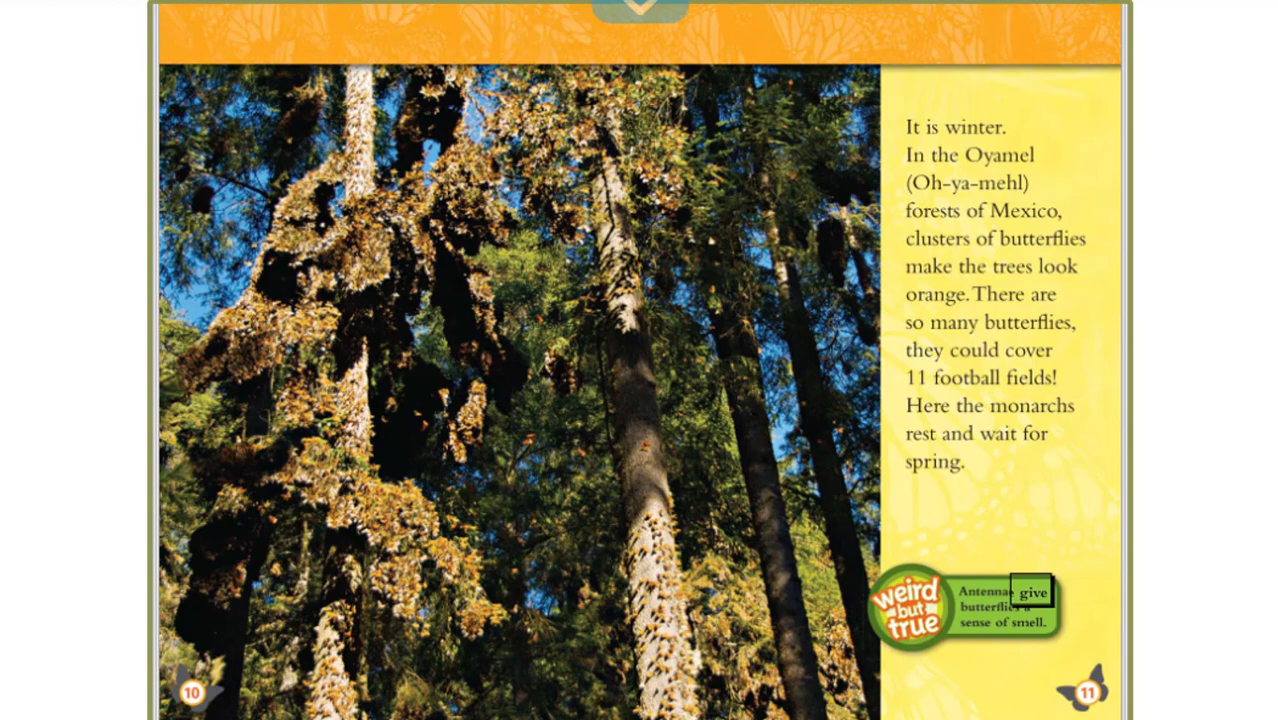 It is winter.
In the Oyamel
(Oh-ya-mehl)
forests of Mexico,
clusters of butterflies
make the trees look
orange. There are
so many butterflies,
they could cover
11 football fields!
Here the monarchs
rest and wait for
spring.
weird
but
true
Antennae give
butterflies a
sense of smell.
10
11